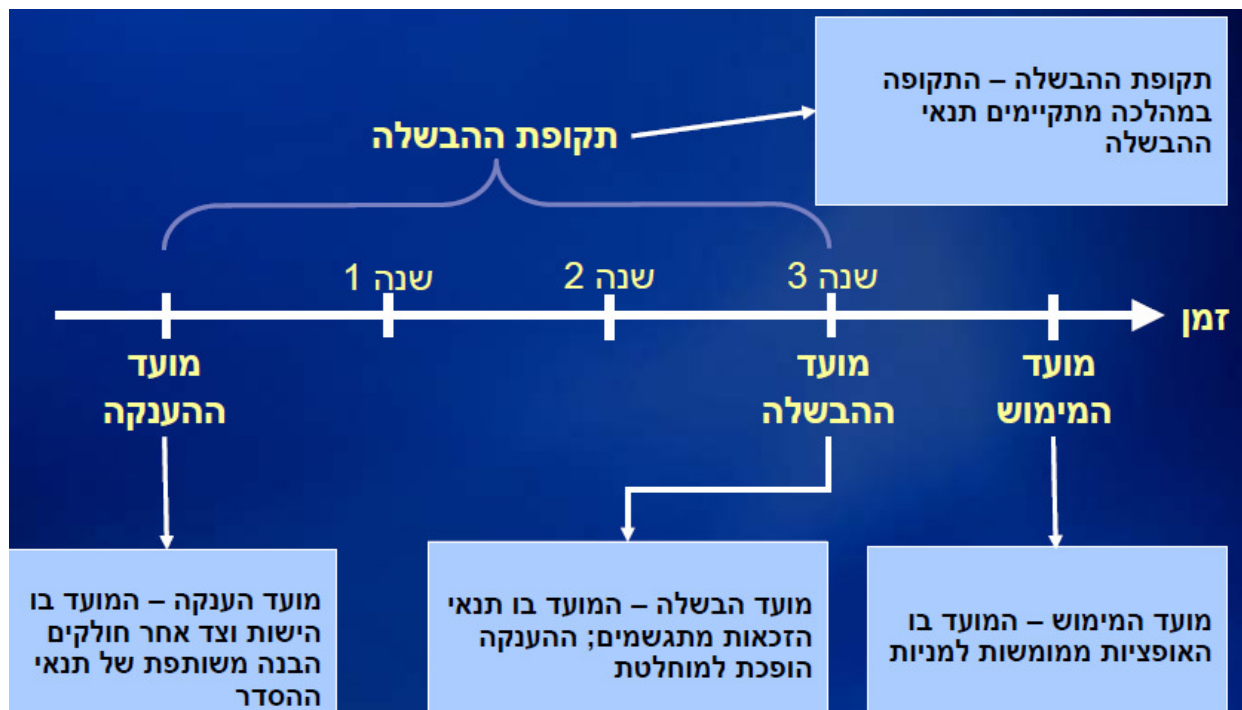 תקופת ההבשלה – התקופה
במהלכה מתקיימים תנאי
ההבשלה
תקופת ההבשלה
שנה 1
שנה 2
שנה 3
זמן
מועד
ההענקה
מועד
ההבשלה
מועד
המימוש
מועד הענקה – המועד בו
הישות וצד אחר חולקים
הבנה משותפת של תנאי
ההסדר
מועד הבשלה – המועד בו תנאי
הזכאות מתגשמים; ההענקה
הופכת למוחלטת
מועד המימוש – המועד בו
האופציות ממומשות למניות